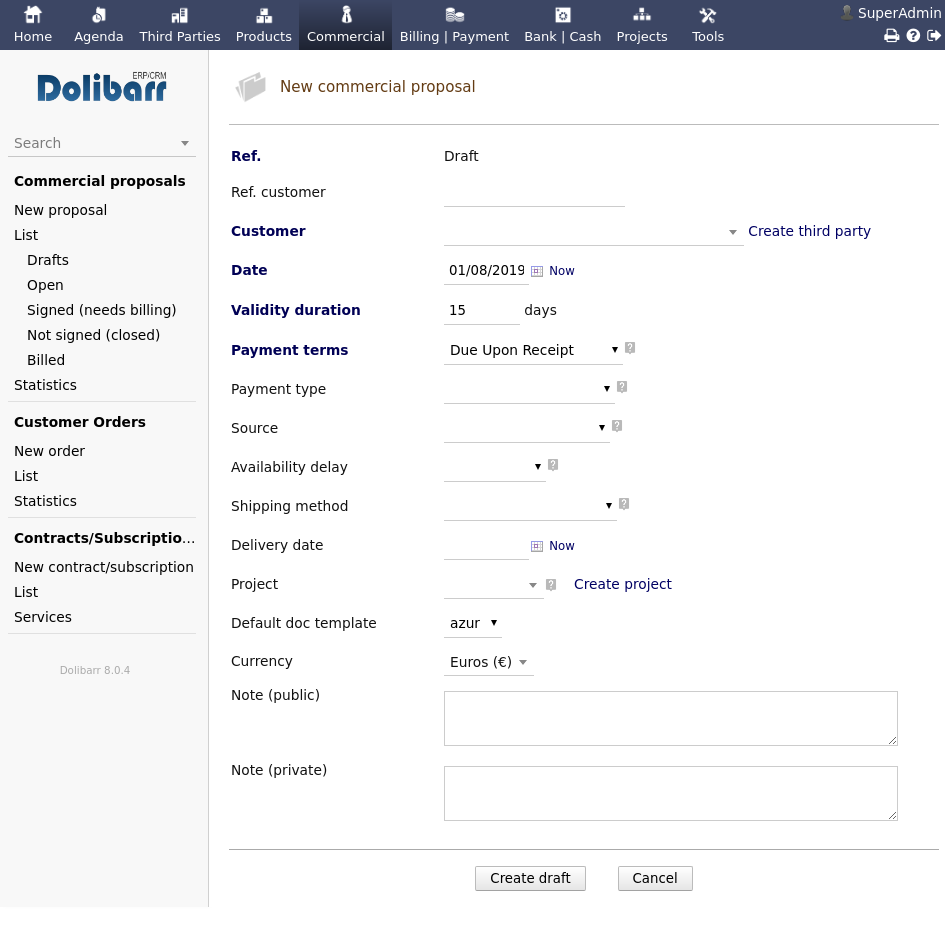 Home Agenda Third Parties Products Commercial Billing | Payment Bank | Cash Projects Tools SuperAdmin
Dolibarr ERP/CRM
Search
Commercial proposals
New proposal
List
Drafts
Open
Signed (needs billing)
Not signed (closed)
Billed
Statistics
Customer Orders
New order
List
Statistics
Contracts/Subscriptio...
New contract/subscription
List
Services
Dolibarr 8.0.4
New commercial proposal
Ref. Draft
Ref. customer
Customer Create third party
Date 01/08/2019 Now
Validity duration 15 days
Payment terms Due Upon Receipt
Payment type
Source
Availability delay
Shipping method
Delivery date Now
Project Create project
Default doc template azur
Currency Euros (€)
Note (public)
Note (private)
Create draft Cancel